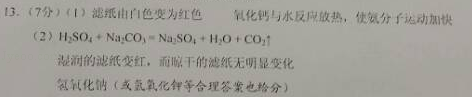 13.（7分）（1）滤纸由白色变为红色　　氧化钙与水反应放热，使氨分子运动加快
（2）H₂SO₄ + Na₂CO₃ = Na₂SO₄ + H₂O + CO₂↑
湿润的滤纸变红，而晾干的滤纸无明显变化
氢氧化钠（或氢氧化钾等合理答案也给分）